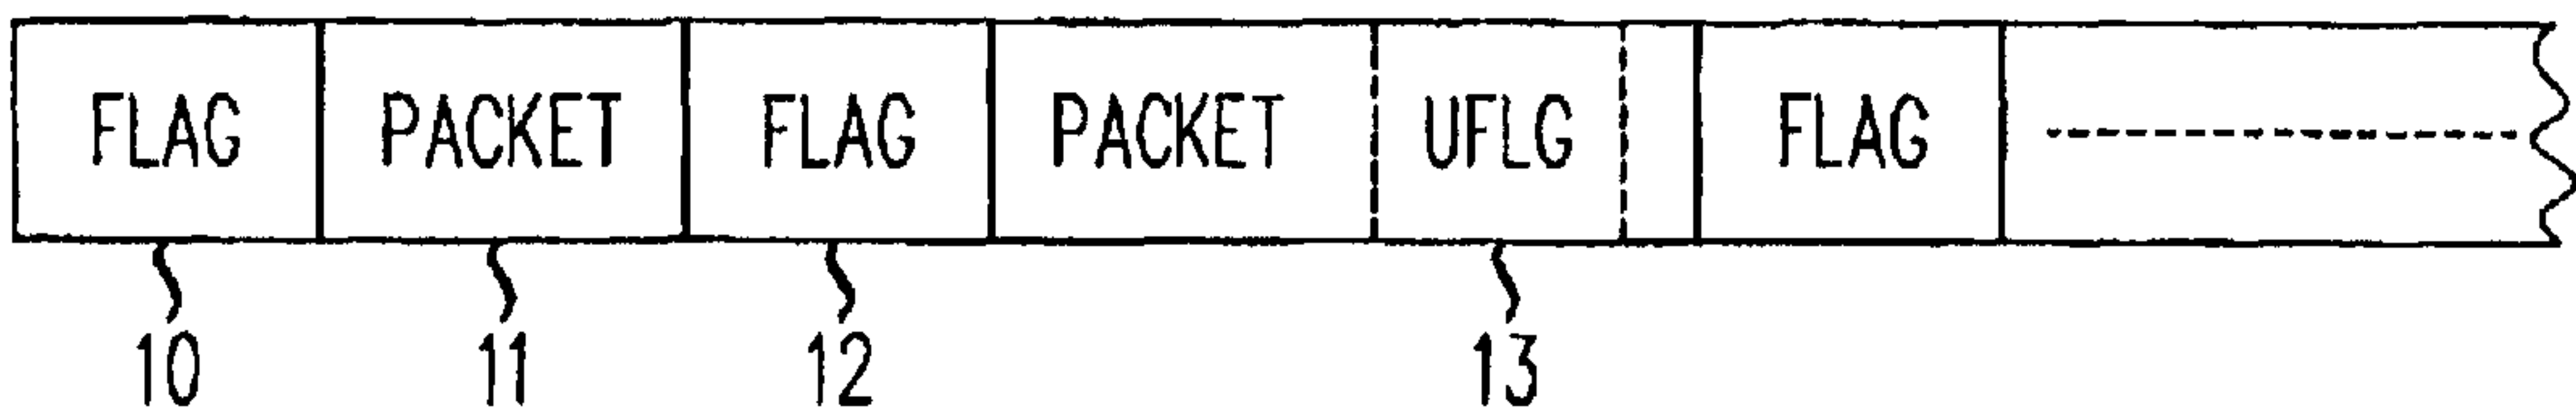 FLAG PACKET FLAG PACKET UFLG FLAG
10 11 12 13